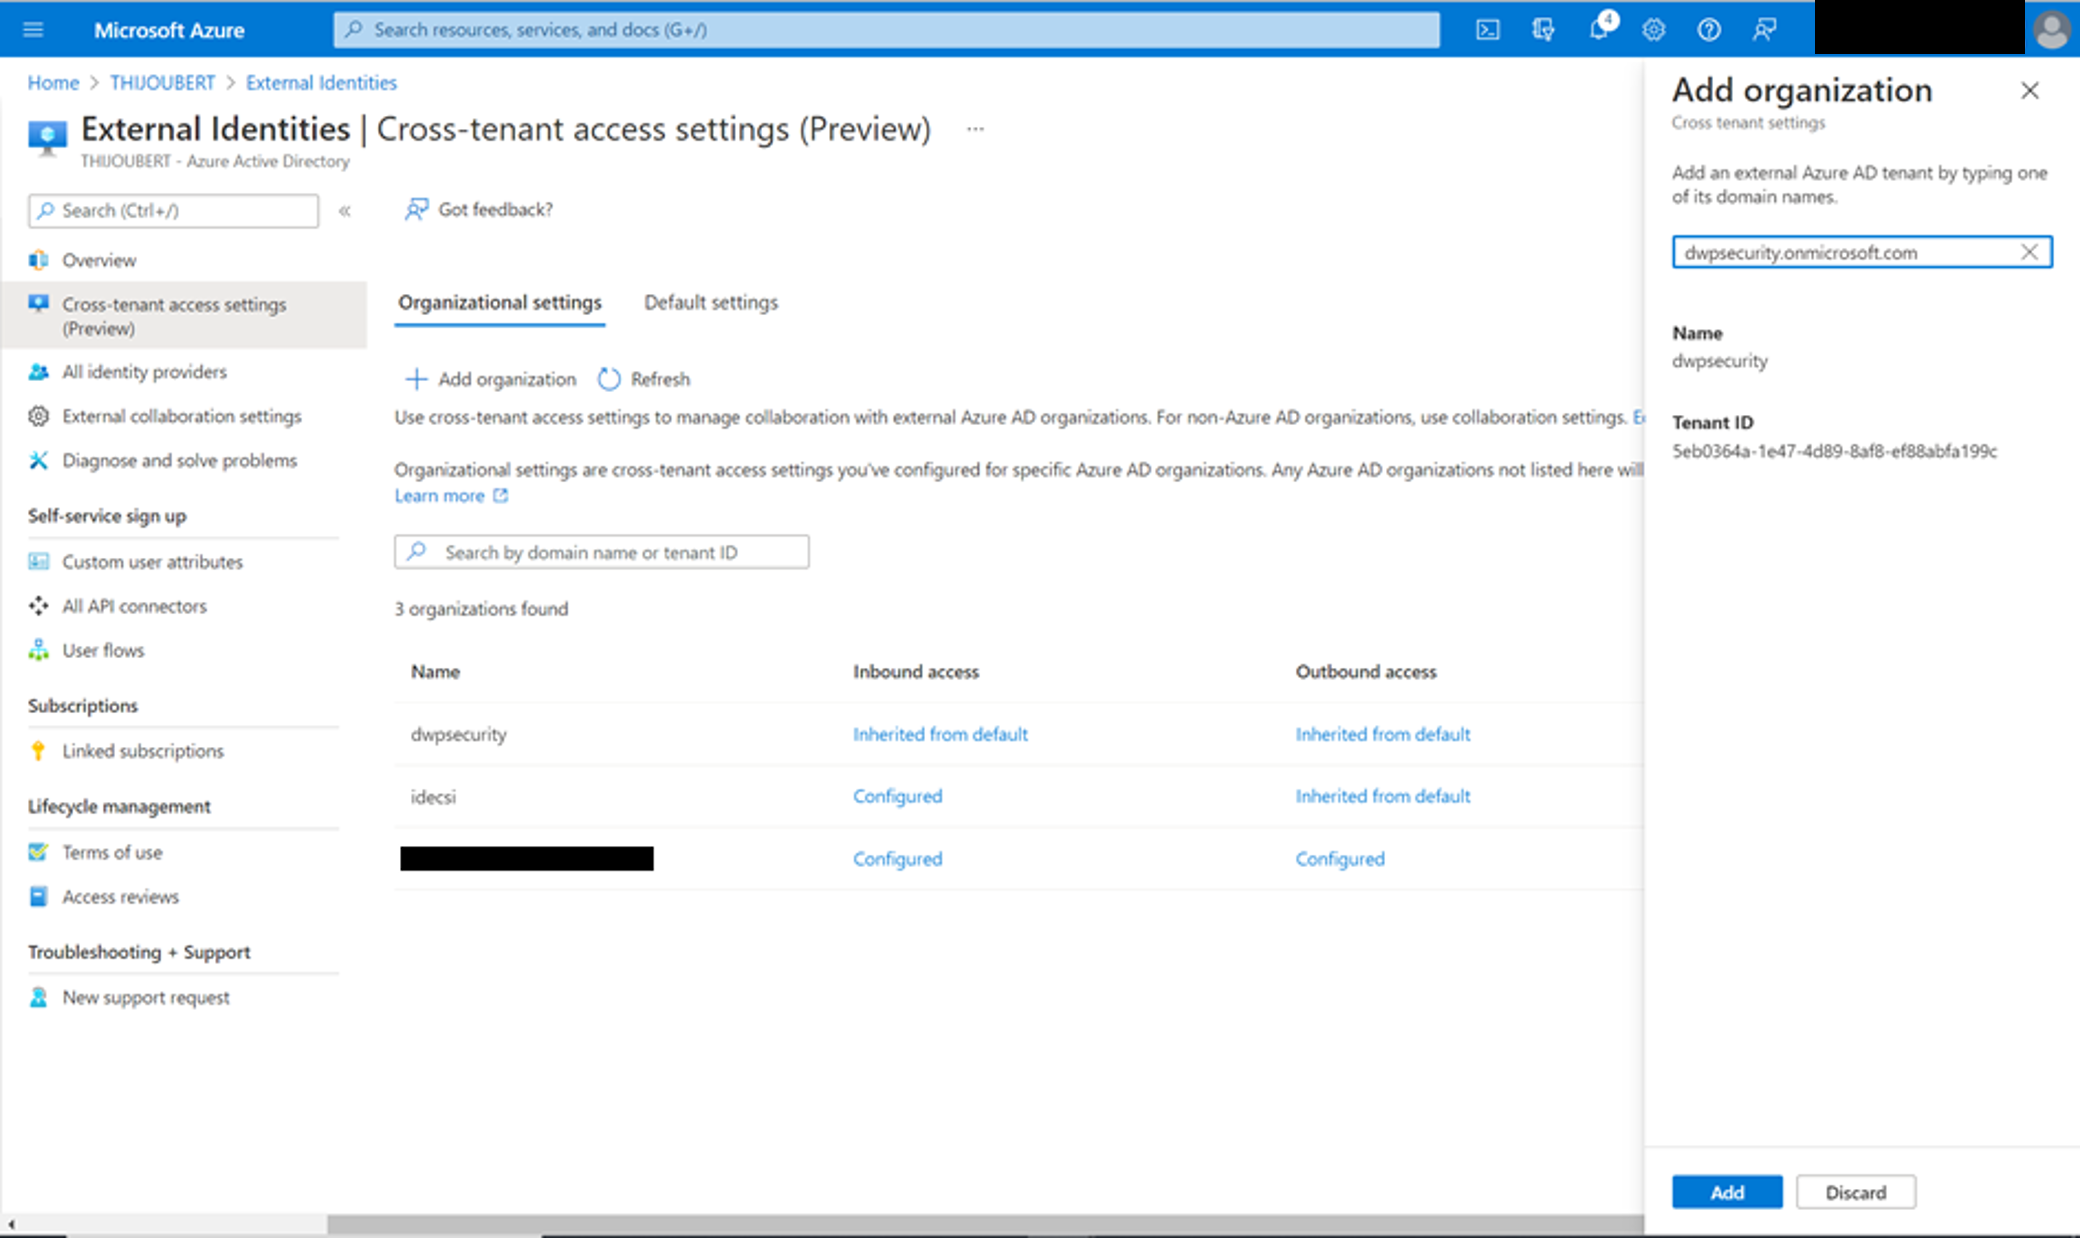 Microsoft Azure
Search resources, services, and docs (G+/)
4
Home > THIJOUBERT > External Identities
External Identities | Cross-tenant access settings (Preview) ...
THIJOUBERT - Azure Active Directory
Search (Ctrl+/)
«
Overview
Cross-tenant access settings
(Preview)
All identity providers
External collaboration settings
Diagnose and solve problems
Self-service sign up
Custom user attributes
All API connectors
User flows
Subscriptions
Linked subscriptions
Lifecycle management
Terms of use
Access reviews
Troubleshooting + Support
New support request
Got feedback?
Organizational settings Default settings
Add organization Refresh
Use cross-tenant access settings to manage collaboration with external Azure AD organizations. For non-Azure AD organizations, use collaboration settings.
Organizational settings are cross-tenant access settings you've configured for specific Azure AD organizations. Any Azure AD organizations not listed here will
Learn more
Search by domain name or tenant ID
3 organizations found
Name Inbound access Outbound access
dwpsecurity Inherited from default Inherited from default
idecsi Configured Inherited from default
Configured Configured
Add organization
Cross tenant settings
Add an external Azure AD tenant by typing one
of its domain names.
dwpsecurity.onmicrosoft.com
Name
dwpsecurity
Tenant ID
5eb0364a-1e47-4d89-8af8-ef88abfa199c
Add Discard